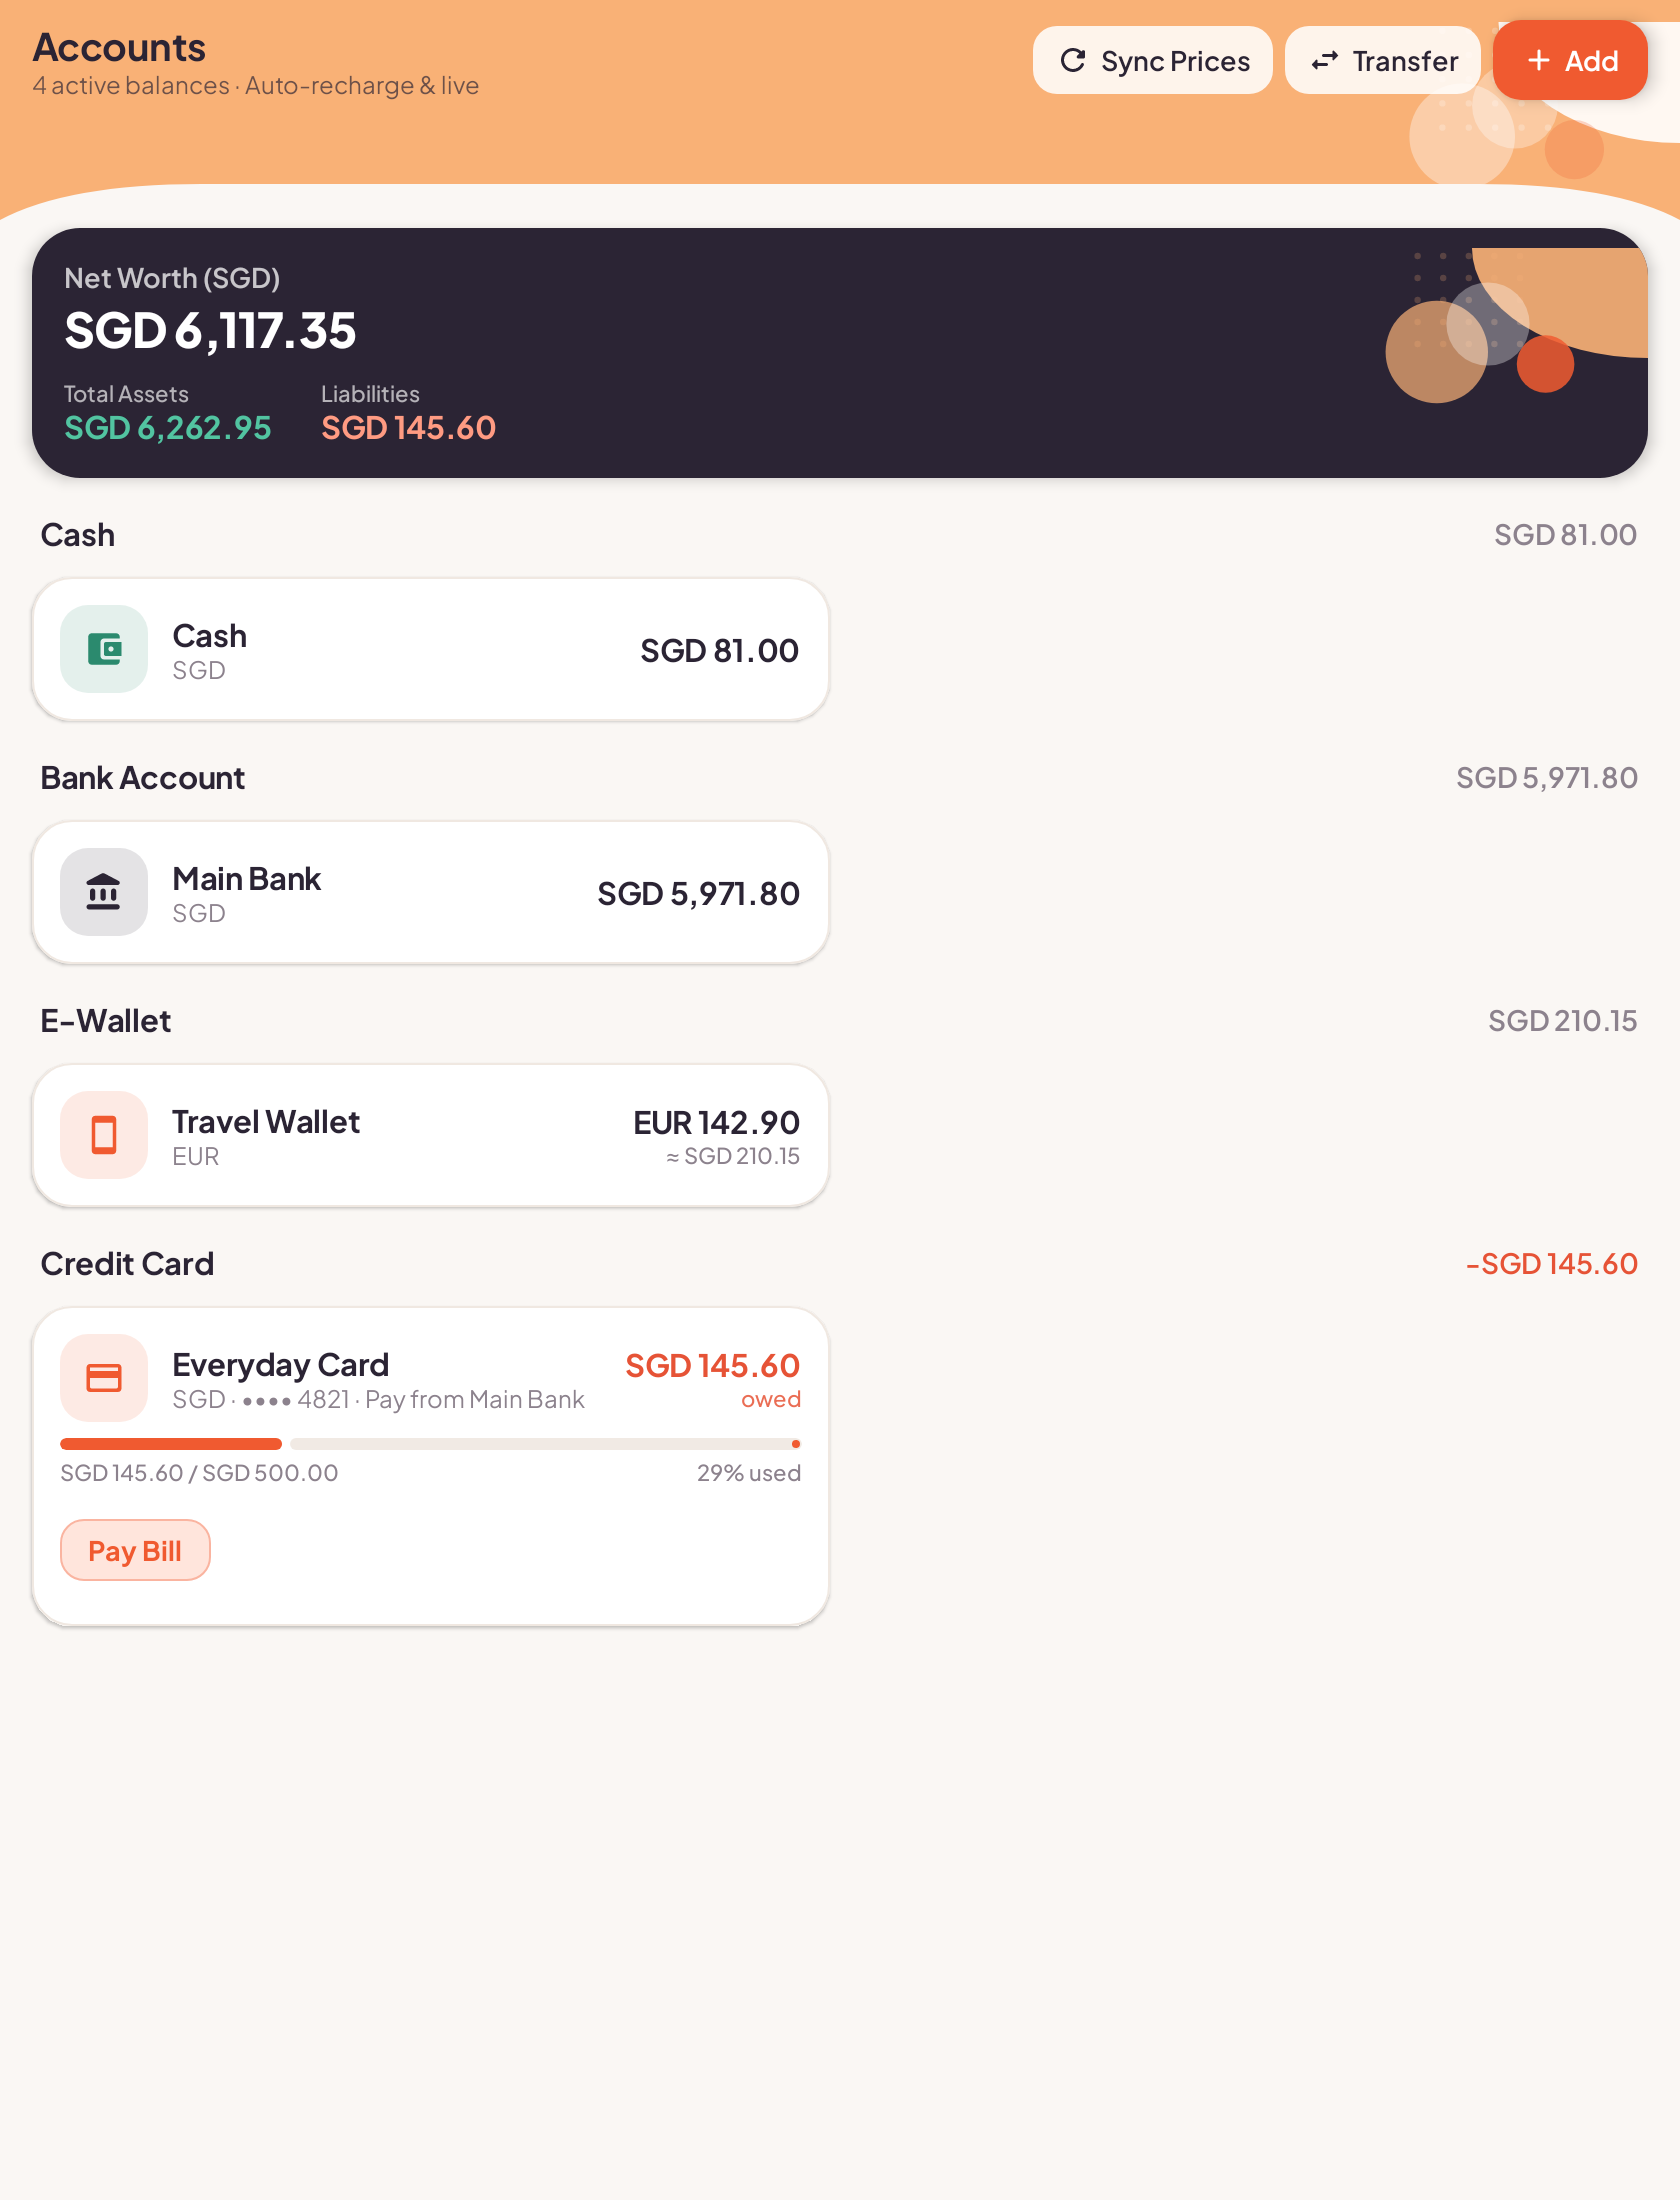 Accounts
4 active balances · Auto-recharge & live
Sync Prices
Transfer
+ Add
Net Worth (SGD)
SGD 6,117.35
Total Assets
Liabilities
SGD 6,262.95
SGD 145.60
Cash
SGD 81.00
Cash
SGD
SGD 81.00
Bank Account
SGD 5,971.80
Main Bank
SGD
SGD 5,971.80
E-Wallet
SGD 210.15
Travel Wallet
EUR
EUR 142.90
≈ SGD 210.15
Credit Card
-SGD 145.60
Everyday Card
SGD · •••• 4821 · Pay from Main Bank
SGD 145.60
owed
SGD 145.60 / SGD 500.00
29% used
Pay Bill